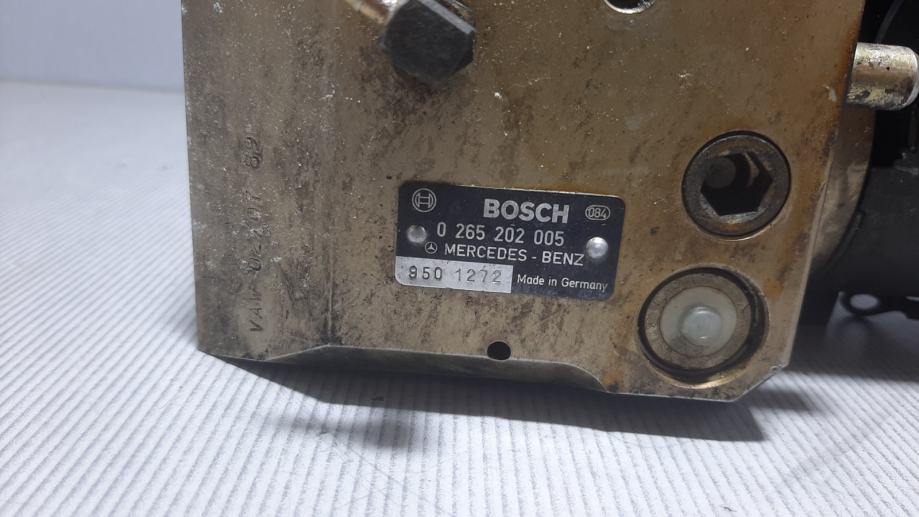 BOSCH
084
0 265 202 005
MERCEDES - BENZ
950 1272
Made in Germany